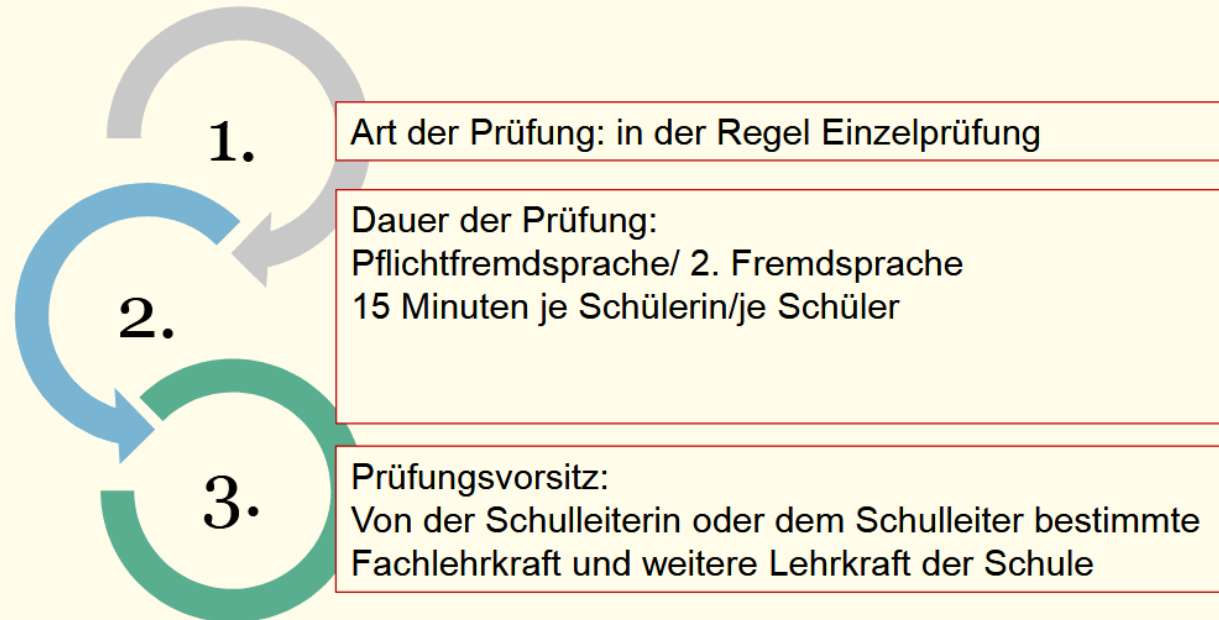 1.
Art der Prüfung: in der Regel Einzelprüfung
2.
Dauer der Prüfung:
Pflichtfremdsprache/ 2. Fremdsprache
15 Minuten je Schülerin/je Schüler
3.
Prüfungsvorsitz:
Von der Schulleiterin oder dem Schulleiter bestimmte
Fachlehrkraft und weitere Lehrkraft der Schule